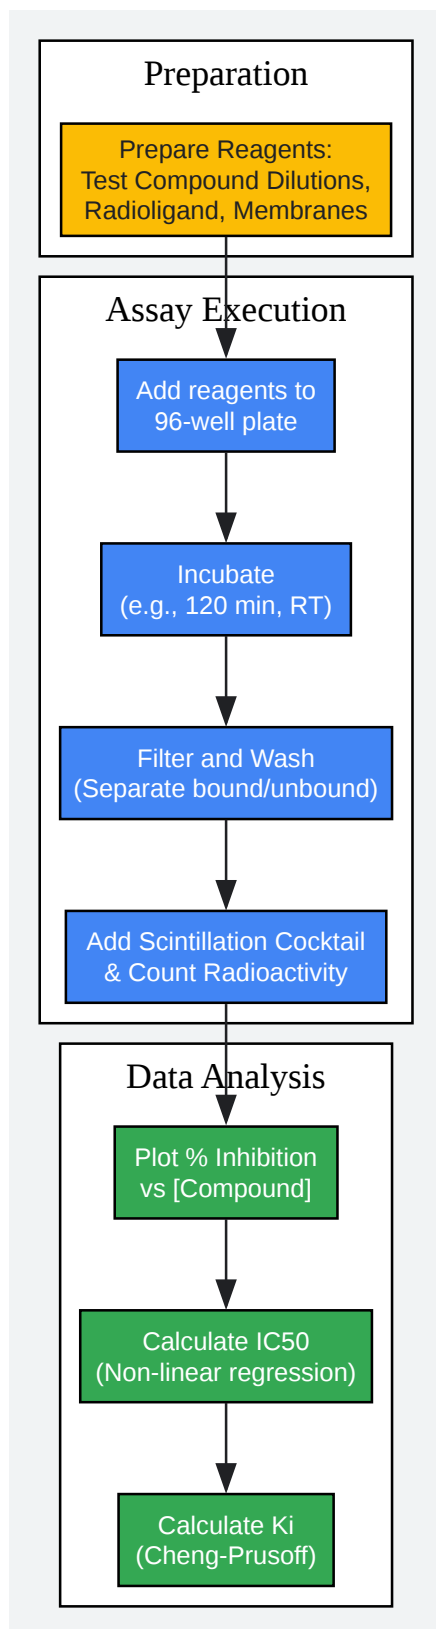 Preparation
Prepare Reagents:
Test Compound Dilutions,
Radioligand, Membranes
Assay Execution
Add reagents to
96-well plate
Incubate
(e.g., 120 min, RT)
Filter and Wash
(Separate bound/unbound)
Add Scintillation Cocktail
& Count Radioactivity
Data Analysis
Plot % Inhibition
vs [Compound]
Calculate IC50
(Non-linear regression)
Calculate Ki
(Cheng-Prusoff)